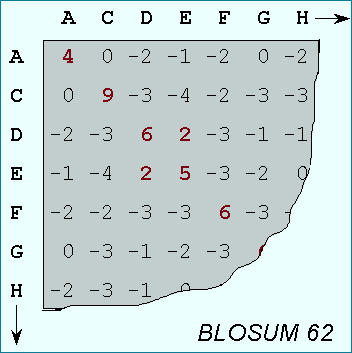 A C D E F G H
A 4 0 -2 -1 -2 0 -2
C 0 9 -3 -4 -2 -3 -3
D -2 -3 6 2 -3 -1 -1
E -1 -4 2 5 -3 -2 0
F -2 -2 -3 -3 6 -3
G 0 -3 -1 -2 -3
H -2 -3 -1
BLOSUM 62